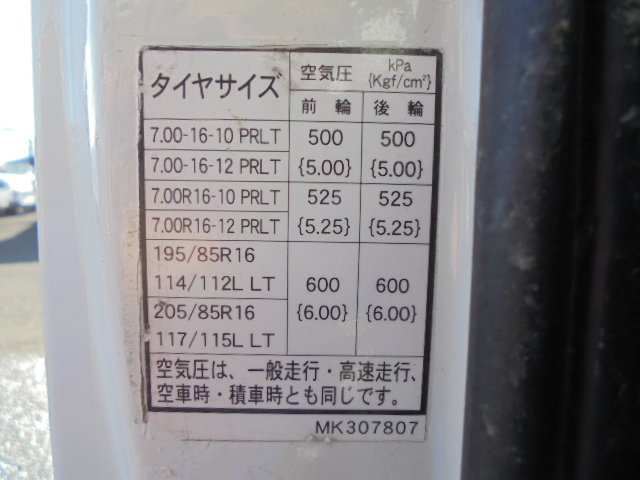 タイヤサイズ 空気圧 kPa {Kgf/cm²}
前輪 後輪
7.00-16-10 PRLT 500 500
7.00-16-12 PRLT {5.00} {5.00}
7.00R16-10 PRLT 525 525
7.00R16-12 PRLT {5.25} {5.25}
195/85R16
114/112L LT 600 600
205/85R16 {6.00} {6.00}
117/115L LT
空気圧は、一般走行・高速走行、
空車時・積車時とも同じです。
MK307807